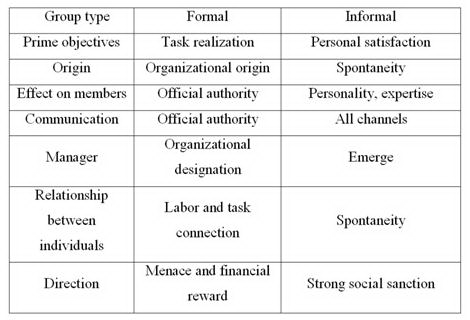 Group type Formal Informal
Prime objectives Task realization Personal satisfaction
Origin Organizational origin Spontaneity
Effect on members Official authority Personality, expertise
Communication Official authority All channels
Manager Organizational designation Emerge
Relationship between individuals Labor and task connection Spontaneity
Direction Menace and financial reward Strong social sanction